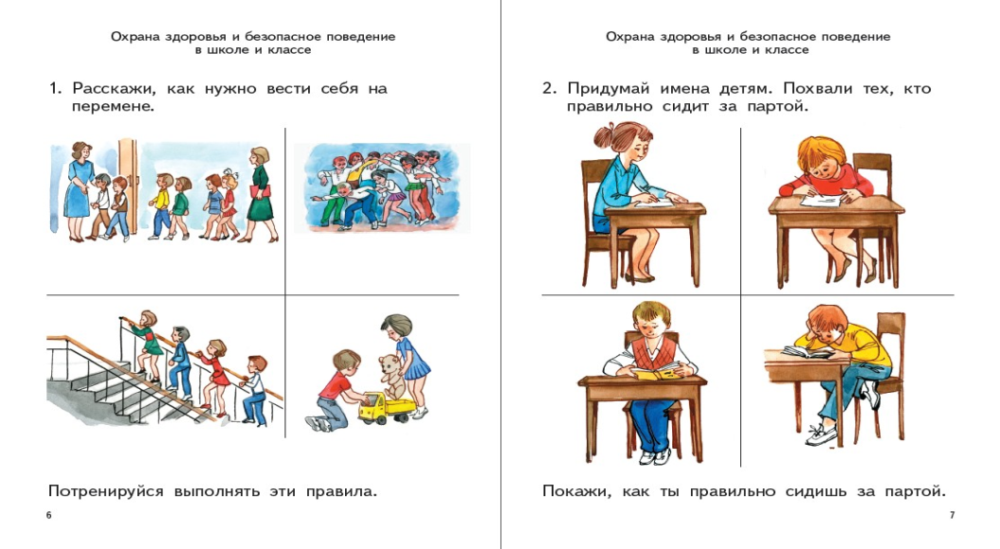 Охрана здоровья и безопасное поведение
в школе и классе
1. Расскажи, как нужно вести себя на
перемене.
Потренируйся выполнять эти правила.
6
Охрана здоровья и безопасное поведение
в школе и классе
2. Придумай имена детям. Похвали тех, кто
правильно сидит за партой.
Покажи, как ты правильно сидишь за партой.
7